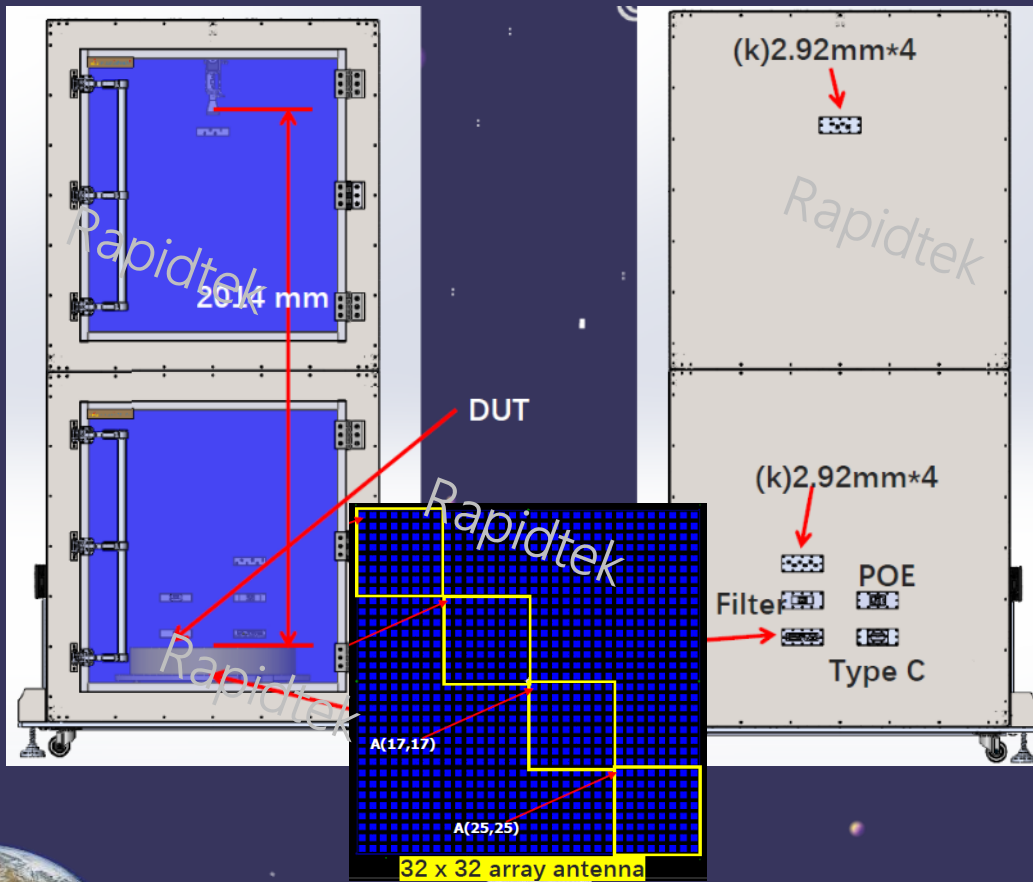 (k)2.92mm*4
Rapidtek
Rapidtek
2014 mm
DUT
(k)2.92mm*4
Rapidtek
POE
Filter
Type C
Rapidtek
A(17,17)
A(25,25)
32 x 32 array antenna